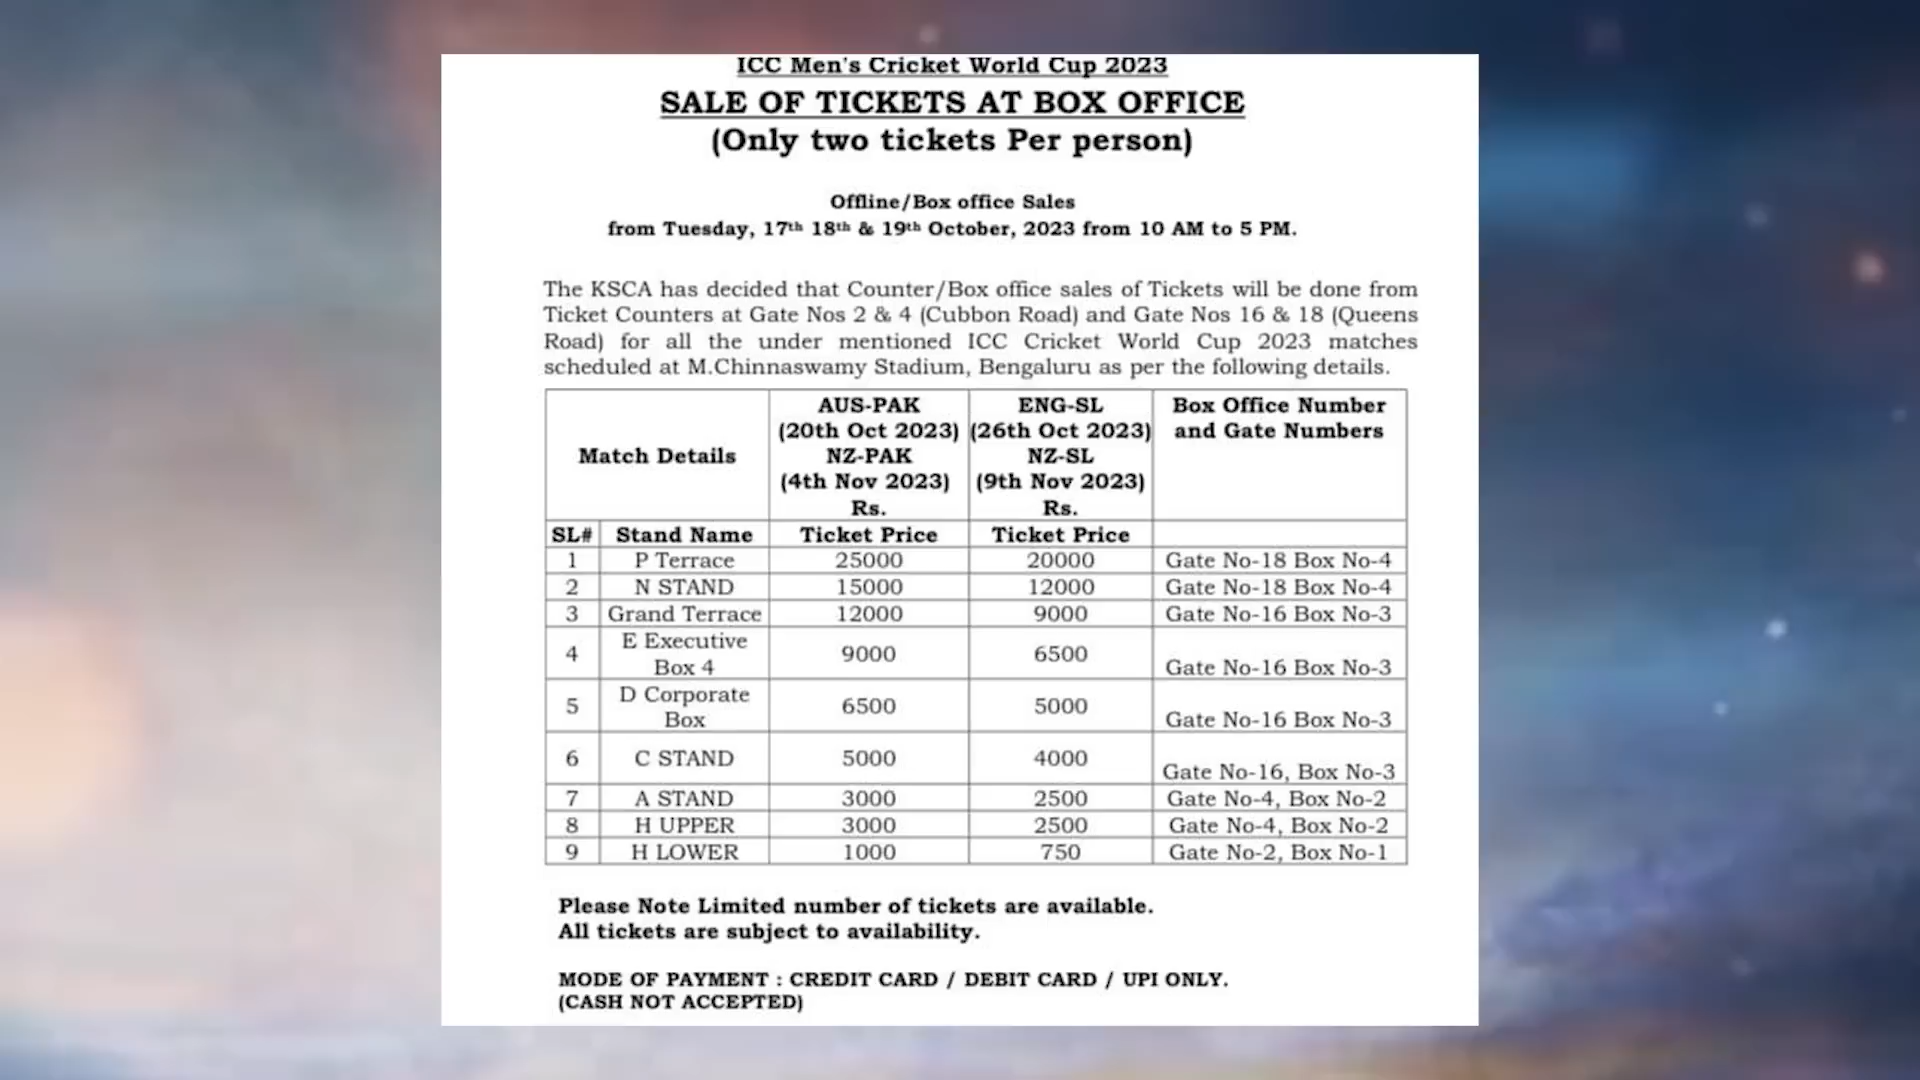 ICC Men's Cricket World Cup 2023
SALE OF TICKETS AT BOX OFFICE
(Only two tickets Per person)
Offline/Box office Sales
from Tuesday, 17th 18th & 19th October, 2023 from 10 AM to 5 PM.
The KSCA has decided that Counter/Box office sales of Tickets will be done from
Ticket Counters at Gate Nos 2 & 4 (Cubbon Road) and Gate Nos 16 & 18 (Queens
Road) for all the under mentioned ICC Cricket World Cup 2023 matches
scheduled at M.Chinnaswamy Stadium, Bengaluru as per the following details.
Match Details
AUS-PAK
(20th Oct 2023)
NZ-PAK
(4th Nov 2023)
Rs.
ENG-SL
(26th Oct 2023)
NZ-SL
(9th Nov 2023)
Rs.
Box Office Number
and Gate Numbers
SL# Stand Name Ticket Price Ticket Price
1 P Terrace 25000 20000 Gate No-18 Box No-4
2 N STAND 15000 12000 Gate No-18 Box No-4
3 Grand Terrace 12000 9000 Gate No-16 Box No-3
4 E Executive
Box 4 9000 6500 Gate No-16 Box No-3
5 D Corporate
Box 6500 5000 Gate No-16 Box No-3
6 C STAND 5000 4000 Gate No-16, Box No-3
7 A STAND 3000 2500 Gate No-4, Box No-2
8 H UPPER 3000 2500 Gate No-4, Box No-2
9 H LOWER 1000 750 Gate No-2, Box No-1
Please Note Limited number of tickets are available.
All tickets are subject to availability.
MODE OF PAYMENT : CREDIT CARD / DEBIT CARD / UPI ONLY.
(CASH NOT ACCEPTED)